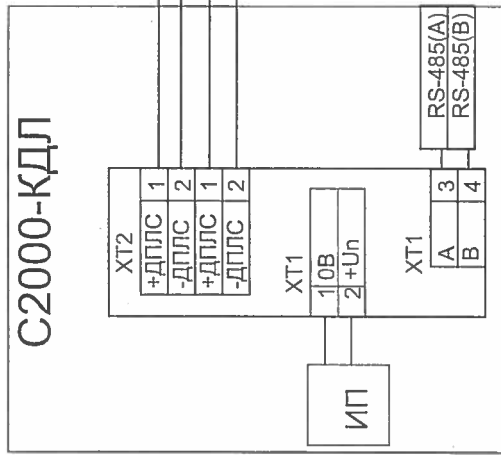 С2000-КДЛ
XT2
+ДПЛС 1
-ДПЛС 2
+ДПЛС 1
-ДПЛС 2
XT1
1 0В
2 +Un
ИП
XT1
A 3 RS-485(A)
B 4 RS-485(B)